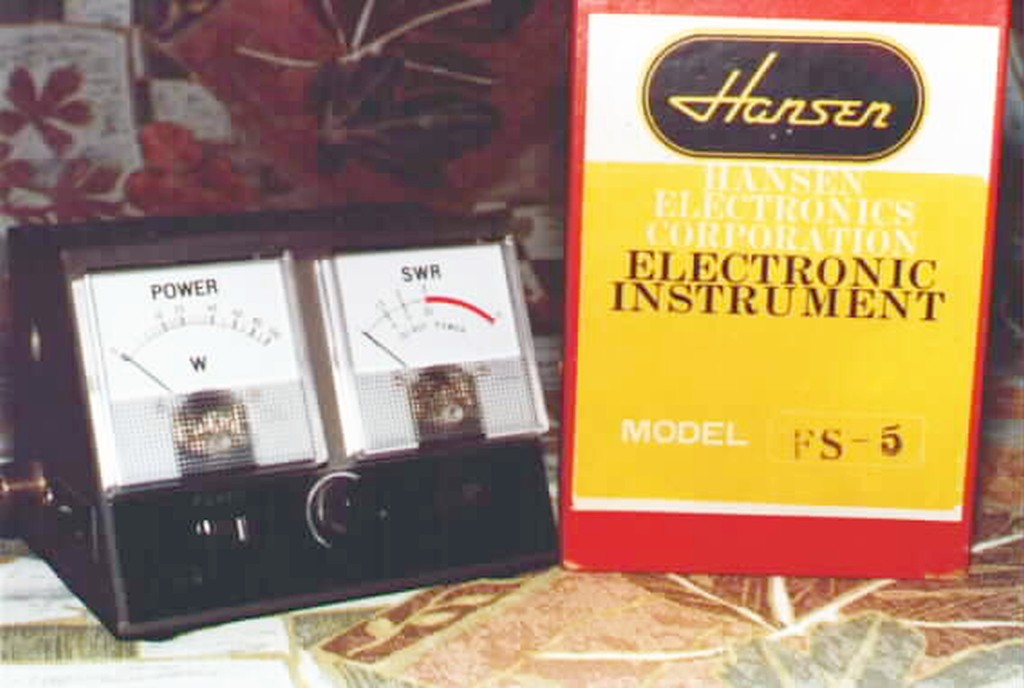 POWER
W
SWR
Hansen
HANSEN
ELECTRONICS
CORPORATION
ELECTRONIC
INSTRUMENT
MODEL FS-5